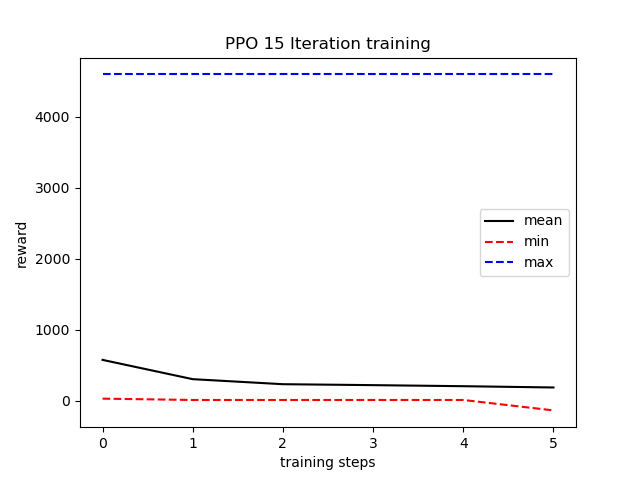 PPO 15 Iteration training
reward
4000
3000
2000
1000
0
mean
min
max
0 1 2 3 4 5
training steps